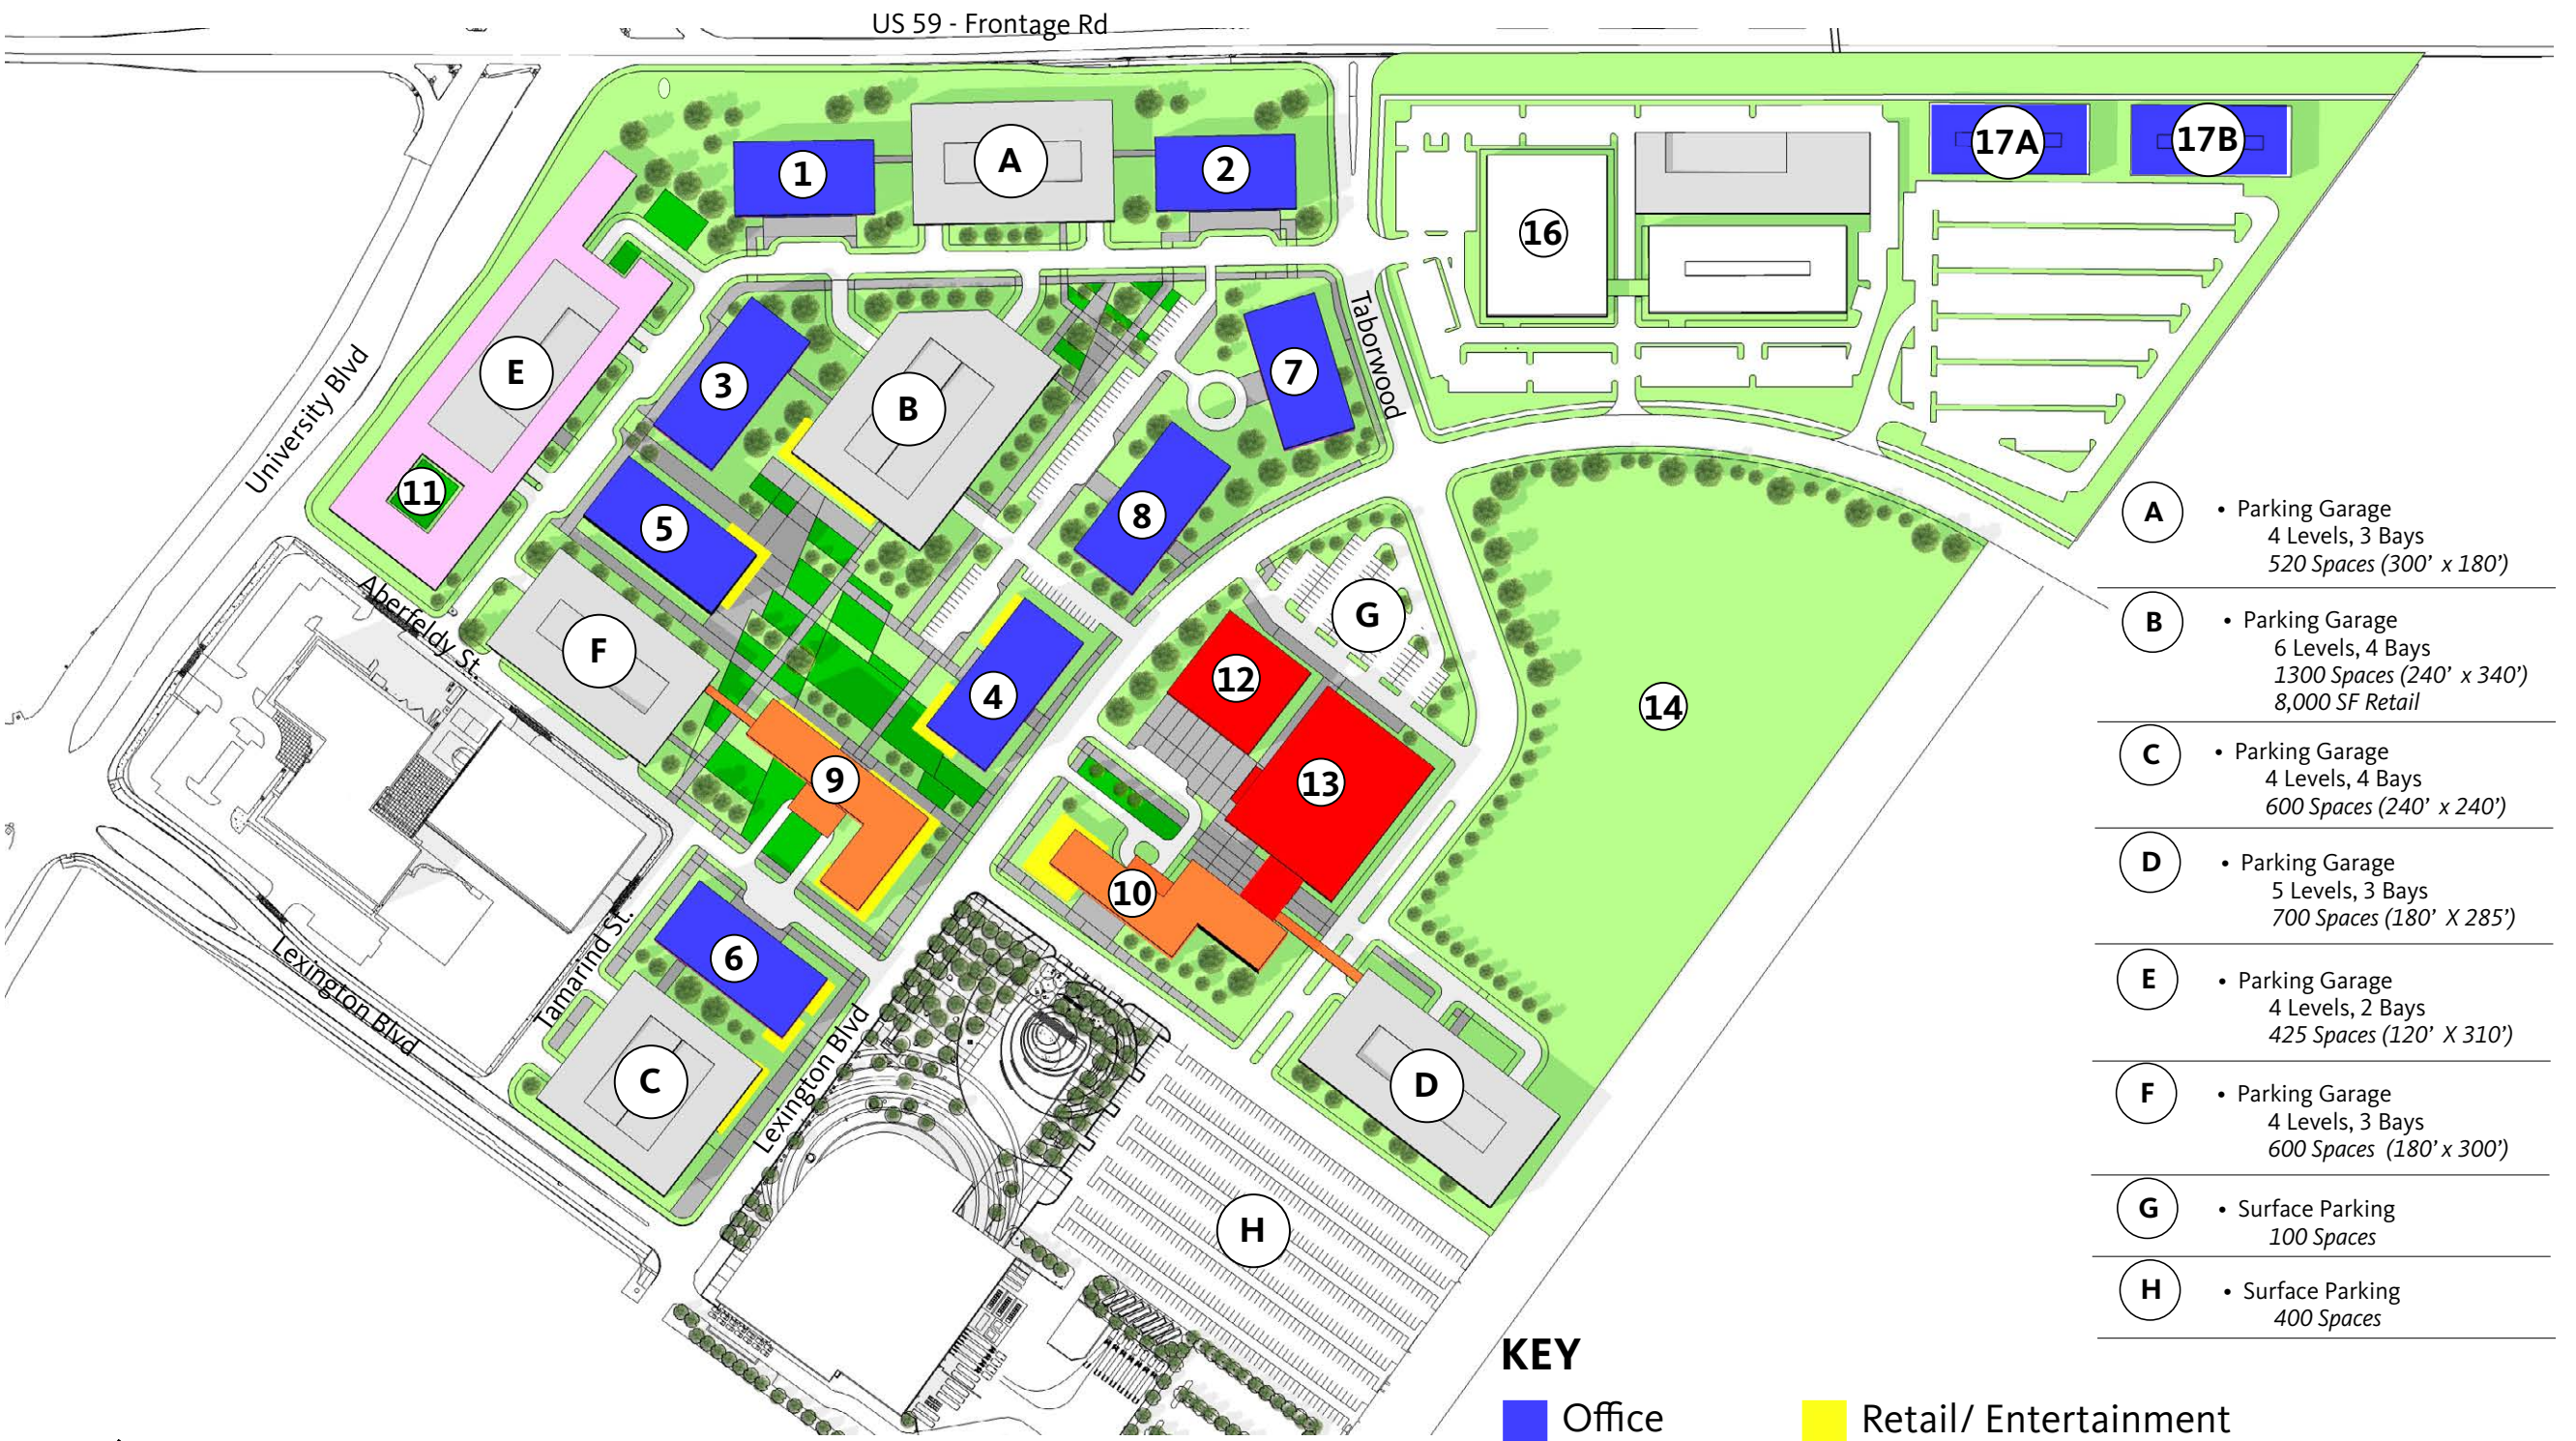 US 59 - Frontage Rd
1
A
2
16
17A
17B
E
3
B
7
Taborwood
University Blvd
11
5
8
F
Aberfeldy St.
4
G
12
13
14
9
10
6
Tamarind St.
Lexington Blvd
C
Lexington Blvd
D
H
A
• Parking Garage
4 Levels, 3 Bays
520 Spaces (300' x 180')
B
• Parking Garage
6 Levels, 4 Bays
1300 Spaces (240' x 340')
8,000 SF Retail
C
• Parking Garage
4 Levels, 4 Bays
600 Spaces (240' x 240')
D
• Parking Garage
5 Levels, 3 Bays
700 Spaces (180' X 285')
E
• Parking Garage
4 Levels, 2 Bays
425 Spaces (120' X 310')
F
• Parking Garage
4 Levels, 3 Bays
600 Spaces (180' x 300')
G
• Surface Parking
100 Spaces
H
• Surface Parking
400 Spaces
KEY
Office
Retail/ Entertainment